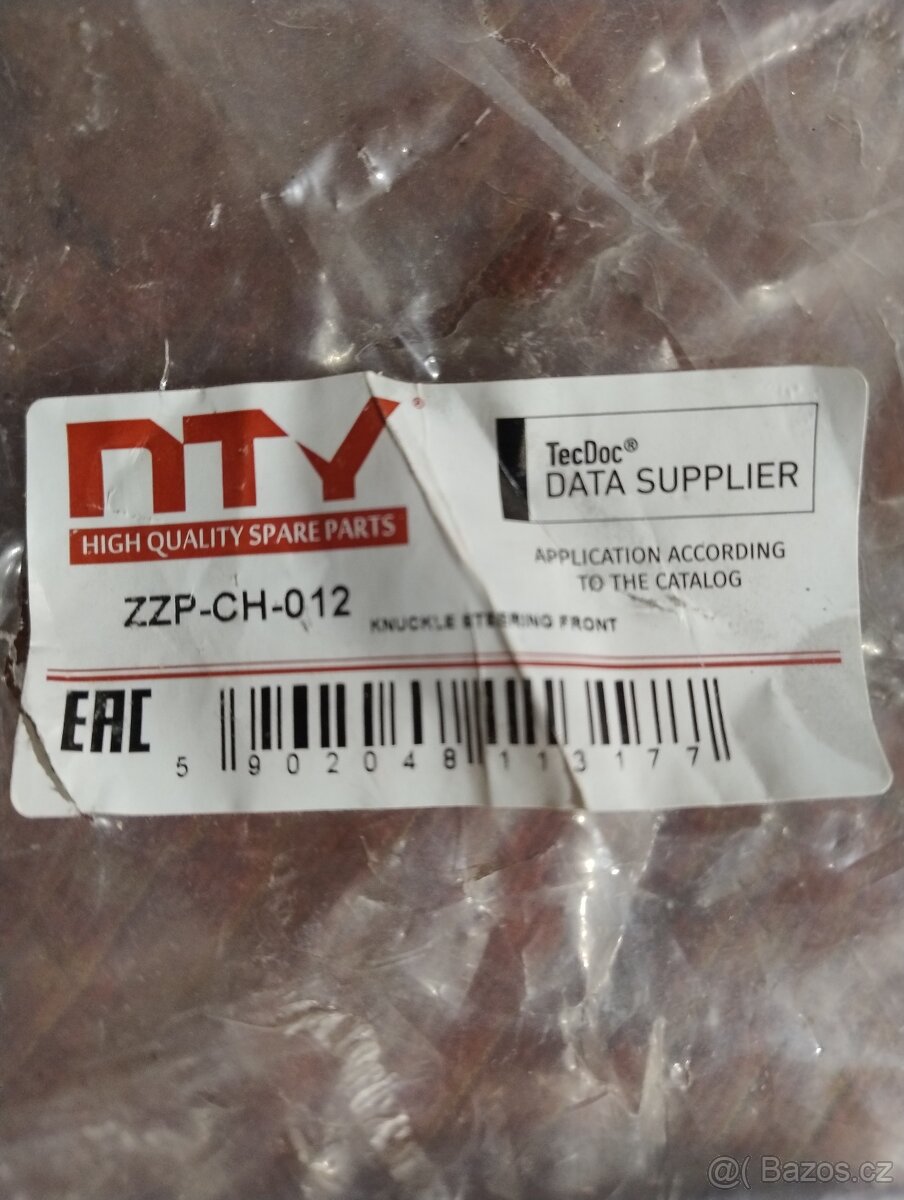 NTY®
HIGH QUALITY SPARE PARTS
TecDoc®
DATA SUPPLIER
APPLICATION ACCORDING
TO THE CATALOG
ZZP-CH-012
KNUCKLE STEERING FRONT
EAC
5 902048 113177
@( Bazos.cz